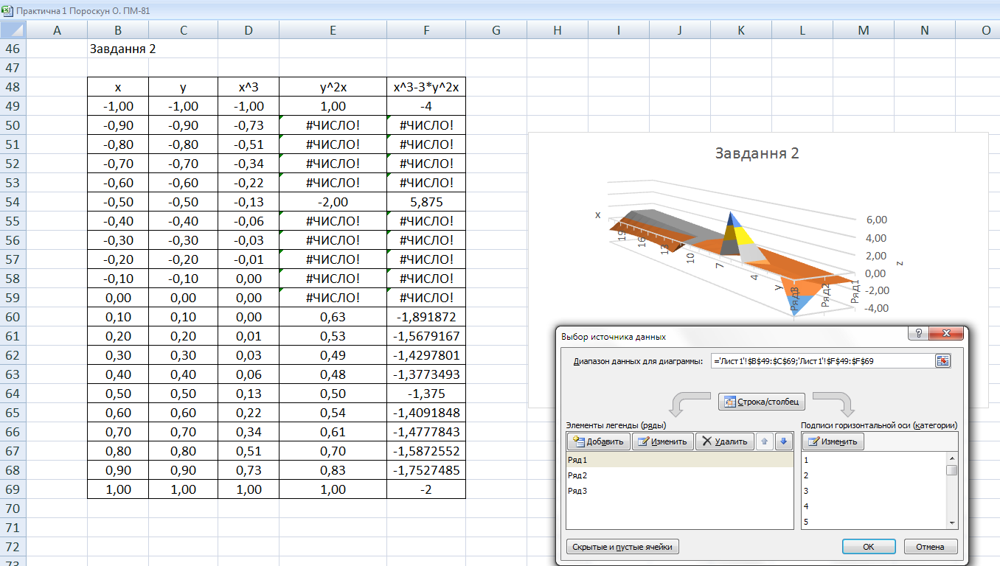 Практична 1 Пороскун О. ПМ-81
A B C D E F G H I J K L M N O
46 Завдання 2
47
48 x y x^3 y^2x x^3-3*y^2x
49 -1,00 -1,00 -1,00 1,00 -4
50 -0,90 -0,90 -0,73 #ЧИСЛО! #ЧИСЛО!
51 -0,80 -0,80 -0,51 #ЧИСЛО! #ЧИСЛО!
52 -0,70 -0,70 -0,34 #ЧИСЛО! #ЧИСЛО!
53 -0,60 -0,60 -0,22 #ЧИСЛО! #ЧИСЛО!
54 -0,50 -0,50 -0,13 -2,00 5,875
55 -0,40 -0,40 -0,06 #ЧИСЛО! #ЧИСЛО!
56 -0,30 -0,30 -0,03 #ЧИСЛО! #ЧИСЛО!
57 -0,20 -0,20 -0,01 #ЧИСЛО! #ЧИСЛО!
58 -0,10 -0,10 0,00 #ЧИСЛО! #ЧИСЛО!
59 0,00 0,00 0,00 #ЧИСЛО! #ЧИСЛО!
60 0,10 0,10 0,00 0,63 -1,891872
61 0,20 0,20 0,01 0,53 -1,5679167
62 0,30 0,30 0,03 0,49 -1,4297801
63 0,40 0,40 0,06 0,48 -1,3773493
64 0,50 0,50 0,13 0,50 -1,375
65 0,60 0,60 0,22 0,54 -1,4091848
66 0,70 0,70 0,34 0,61 -1,4777843
67 0,80 0,80 0,51 0,70 -1,5872552
68 0,90 0,90 0,73 0,83 -1,7527485
69 1,00 1,00 1,00 1,00 -2
70
71
72
73
Завдання 2
x
19
16
13
10
7
4
y
Ряд3
Ряд2
Ряд1
6,00
4,00
2,00
0,00
-2,00
-4,00
z
Выбор источника данных
?
Диапазон данных для диаграммы: ='Лист1'!$B$49:$C$69;'Лист1'!$F$49:$F$69
Строка/столбец
Элементы легенды (ряды)
Добавить Изменить Удалить
Ряд1
Ряд2
Ряд3
Подписи горизонтальной оси (категории)
Изменить
1
2
3
4
5
Скрытые и пустые ячейки
ОК Отмена